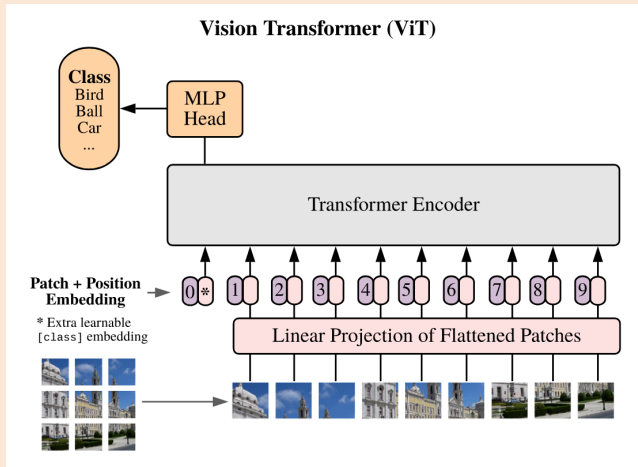 Vision Transformer (ViT)
Class
Bird
Ball
Car
...
MLP
Head
Transformer Encoder
Patch + Position
Embedding
0 * 1 2 3 4 5 6 7 8 9
* Extra learnable
[class] embedding
Linear Projection of Flattened Patches